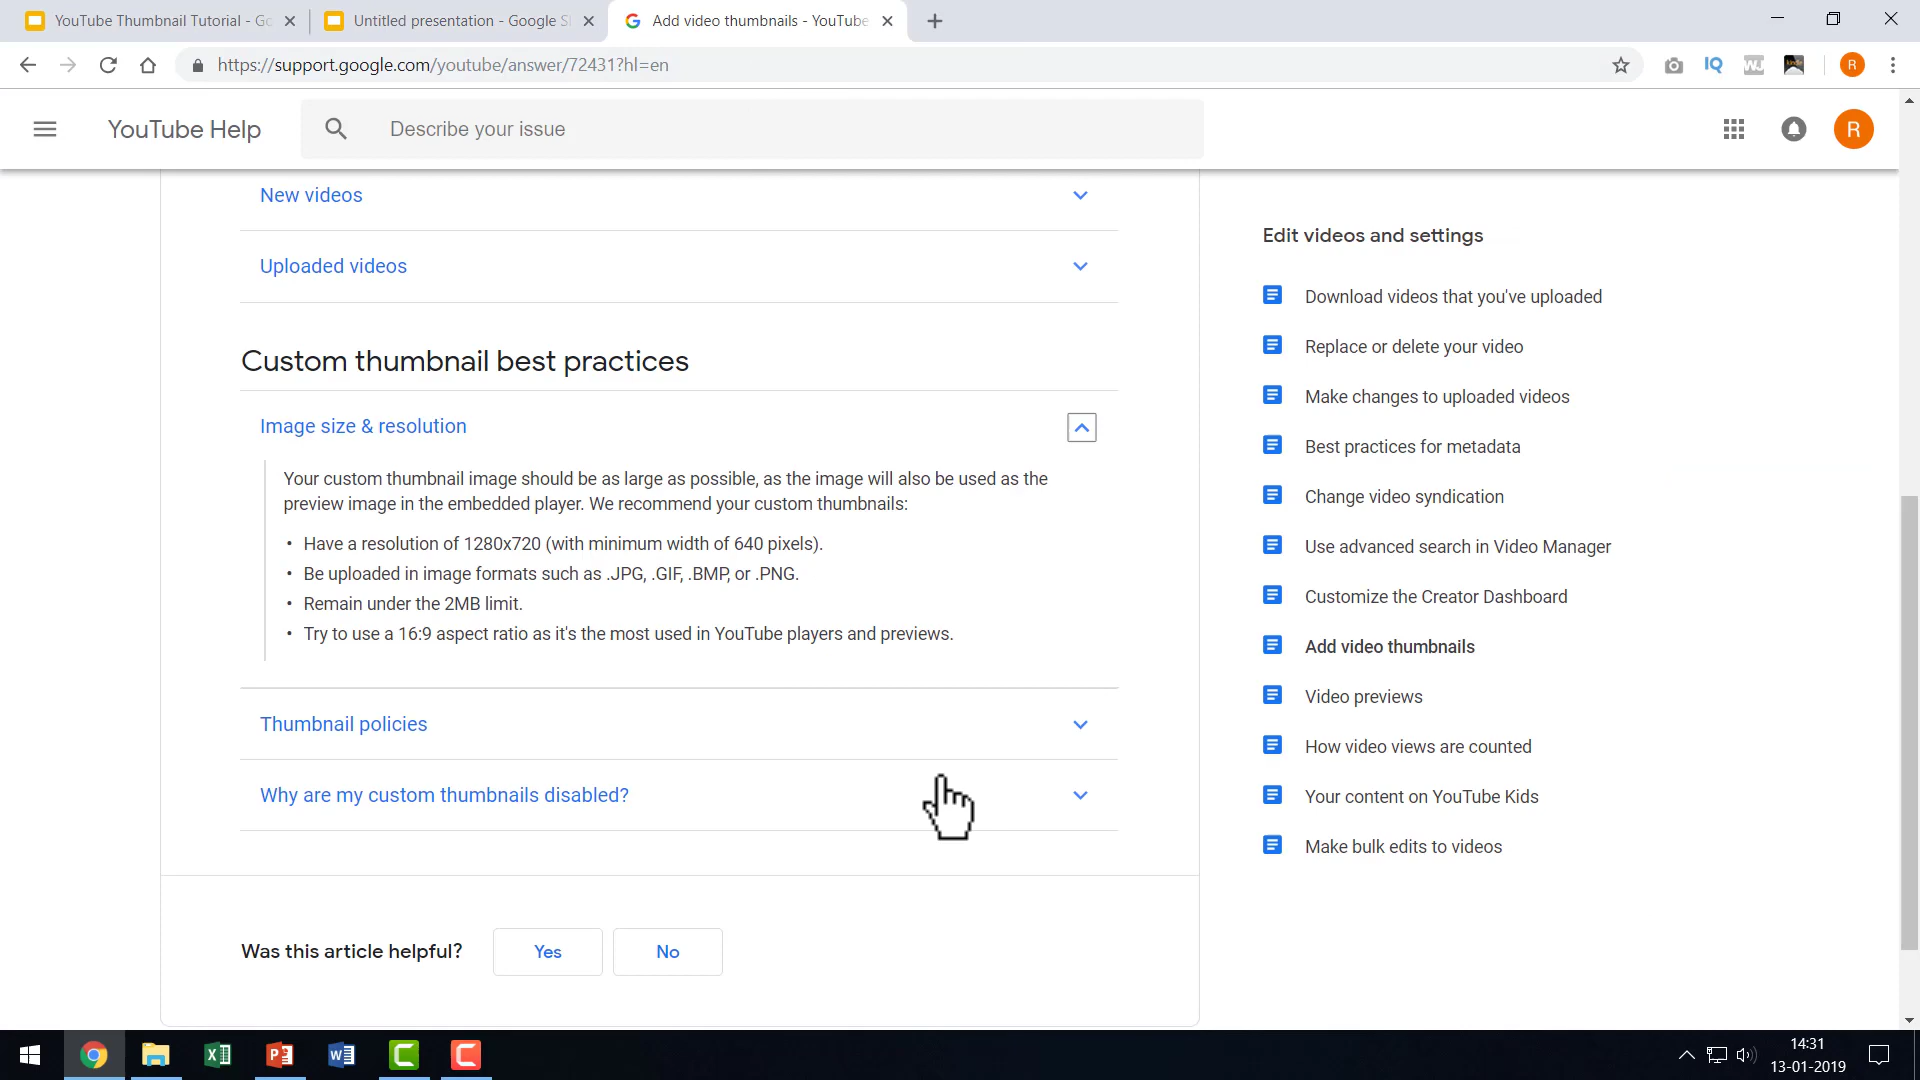 YouTube Thumbnail Tutorial - Go
Untitled presentation - Google Sl
Add video thumbnails - YouTube
https://support.google.com/youtube/answer/72431?hl=en
IQ
WJ
kindle
R
YouTube Help
Describe your issue
R
New videos
Uploaded videos
Custom thumbnail best practices
Image size & resolution
Your custom thumbnail image should be as large as possible, as the image will also be used as the
preview image in the embedded player. We recommend your custom thumbnails:
• Have a resolution of 1280x720 (with minimum width of 640 pixels).
• Be uploaded in image formats such as .JPG, .GIF, .BMP, or .PNG.
• Remain under the 2MB limit.
• Try to use a 16:9 aspect ratio as it's the most used in YouTube players and previews.
Thumbnail policies
Why are my custom thumbnails disabled?
Was this article helpful?
Yes
No
Edit videos and settings
Download videos that you've uploaded
Replace or delete your video
Make changes to uploaded videos
Best practices for metadata
Change video syndication
Use advanced search in Video Manager
Customize the Creator Dashboard
Add video thumbnails
Video previews
How video views are counted
Your content on YouTube Kids
Make bulk edits to videos
14:31
13-01-2019